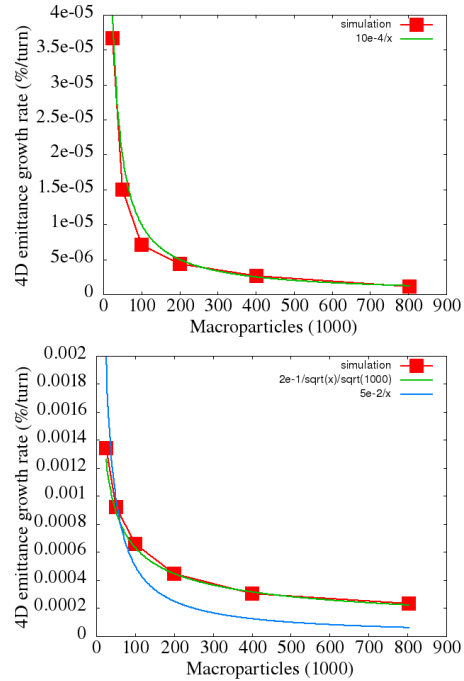 4e-05
3.5e-05
3e-05
2.5e-05
2e-05
1.5e-05
1e-05
5e-06
0
4D emittance growth rate (%/turn)
simulation
10e-4/x
0 100 200 300 400 500 600 700 800 900
Macroparticles (1000)
0.002
0.0018
0.0016
0.0014
0.0012
0.001
0.0008
0.0006
0.0004
0.0002
0
4D emittance growth rate (%/turn)
simulation
2e-1/sqrt(x)/sqrt(1000)
5e-2/x
0 100 200 300 400 500 600 700 800 900
Macroparticles (1000)